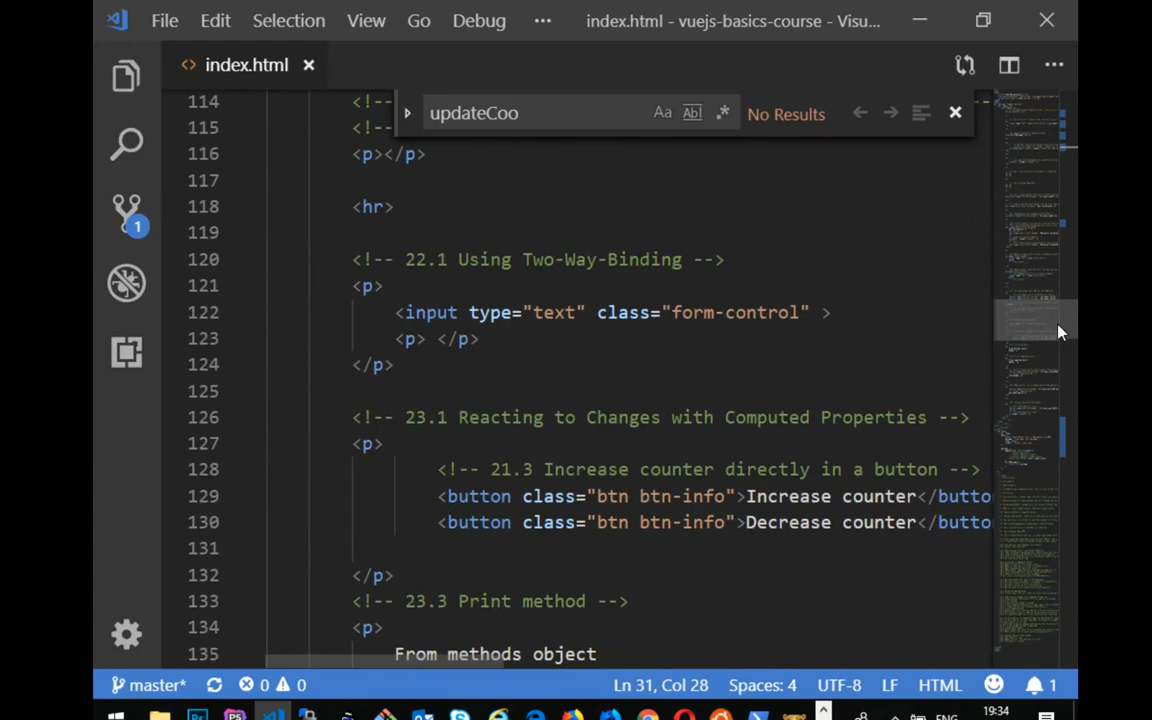 File Edit Selection View Go Debug ••• index.html - vuejs-basics-course - Visu...
<> index.html
updateCoo Aa Abl .* No Results
114 <!--
115 <!--
116 <p></p>
117
118 <hr>
119
120 <!-- 22.1 Using Two-Way-Binding -->
121 <p>
122 <input type="text" class="form-control" >
123 <p> </p>
124 </p>
125
126 <!-- 23.1 Reacting to Changes with Computed Properties -->
127 <p>
128 <!-- 21.3 Increase counter directly in a button -->
129 <button class="btn btn-info">Increase counter</butto
130 <button class="btn btn-info">Decrease counter</butto
131
132 </p>
133 <!-- 23.3 Print method -->
134 <p>
135 From methods object
1
master* 0 0 Ln 31, Col 28 Spaces: 4 UTF-8 LF HTML 1
19:34